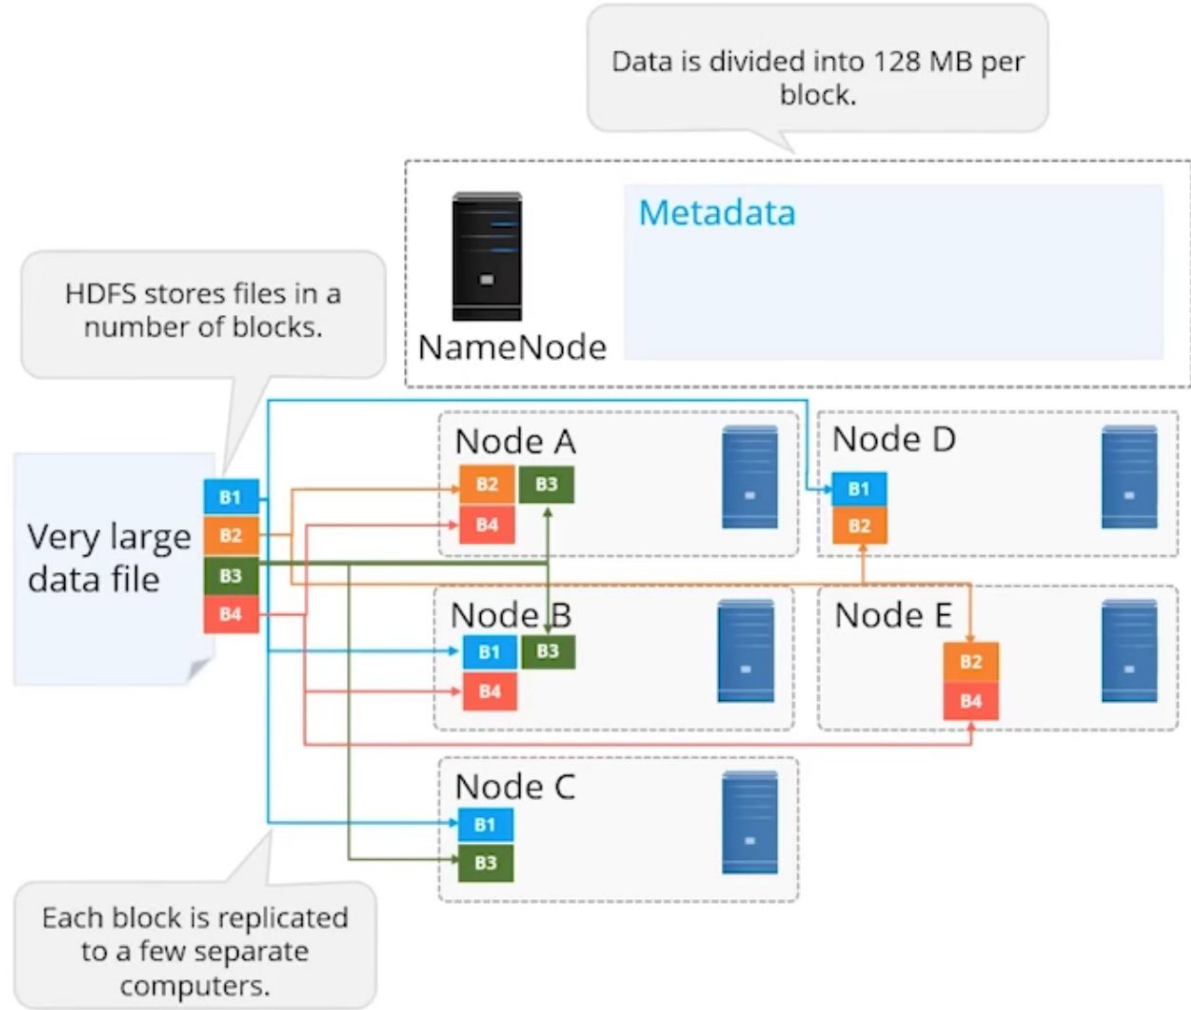 Data is divided into 128 MB per
block.
Metadata
NameNode
HDFS stores files in a
number of blocks.
Very large
data file
B1
B2
B3
B4
Node A
B2 B3
B4
Node B
B1 B3
B4
Node C
B1
B3
Node D
B1
B2
Node E
B2
B4
Each block is replicated
to a few separate
computers.